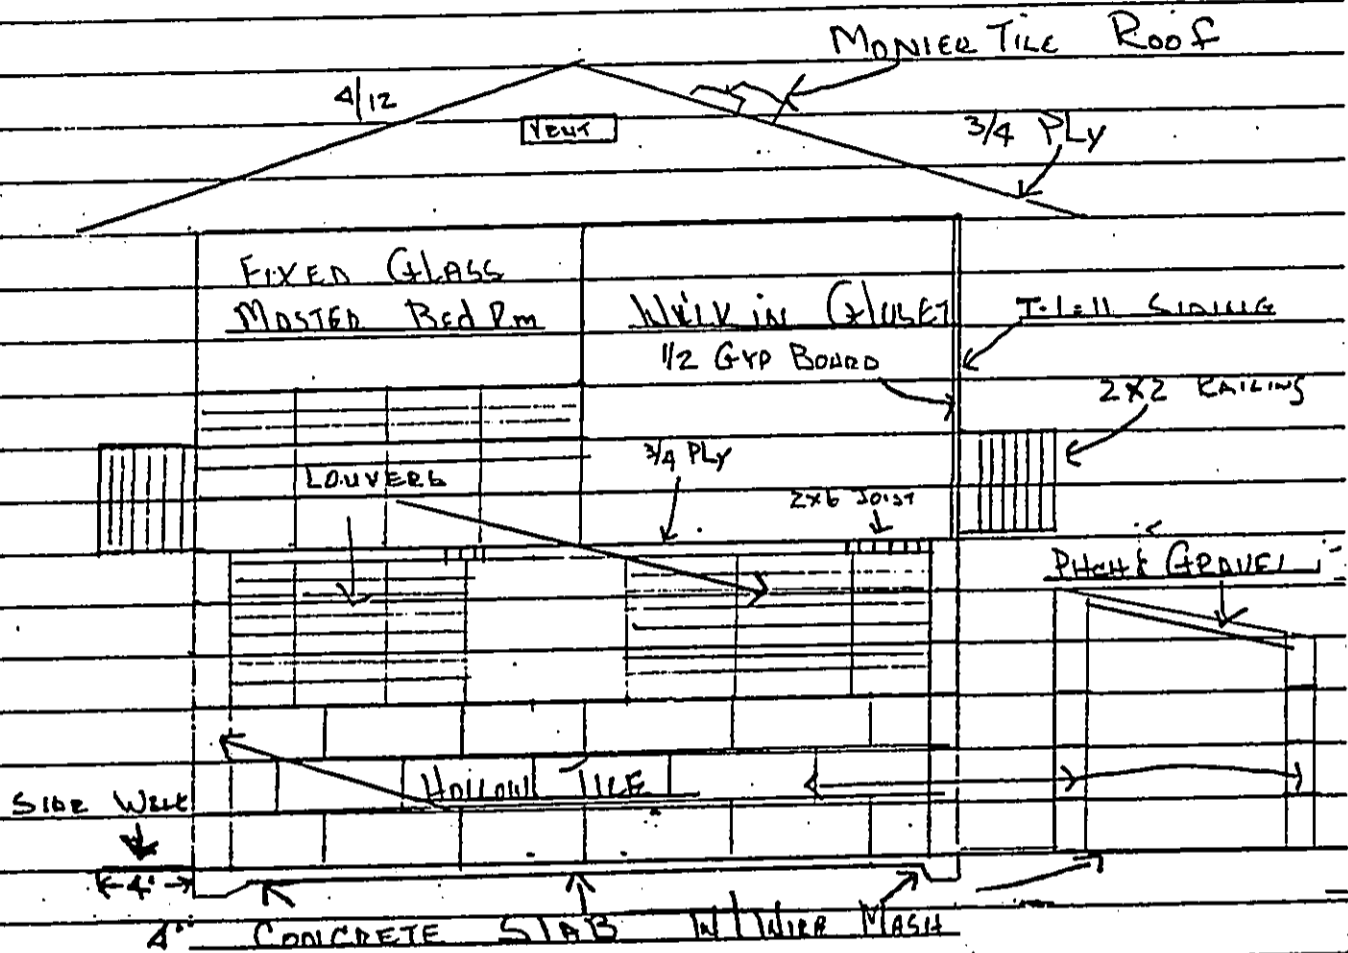 MONIER TILE ROOF
4/12
VENT
3/4 PLY
FIXED GLASS
MASTER Bed Rm
WALK iN CLOSET
T-1-11 SIDING
1/2 GYP BOARD
2X2 RAILING
3/4 PLY
LOUVERS
2X6 JOIST
PITCH & GRAVEL
HOLLOW TILE
SIDE WALK
4'
4" CONCRETE SLAB W/WIRE MASH